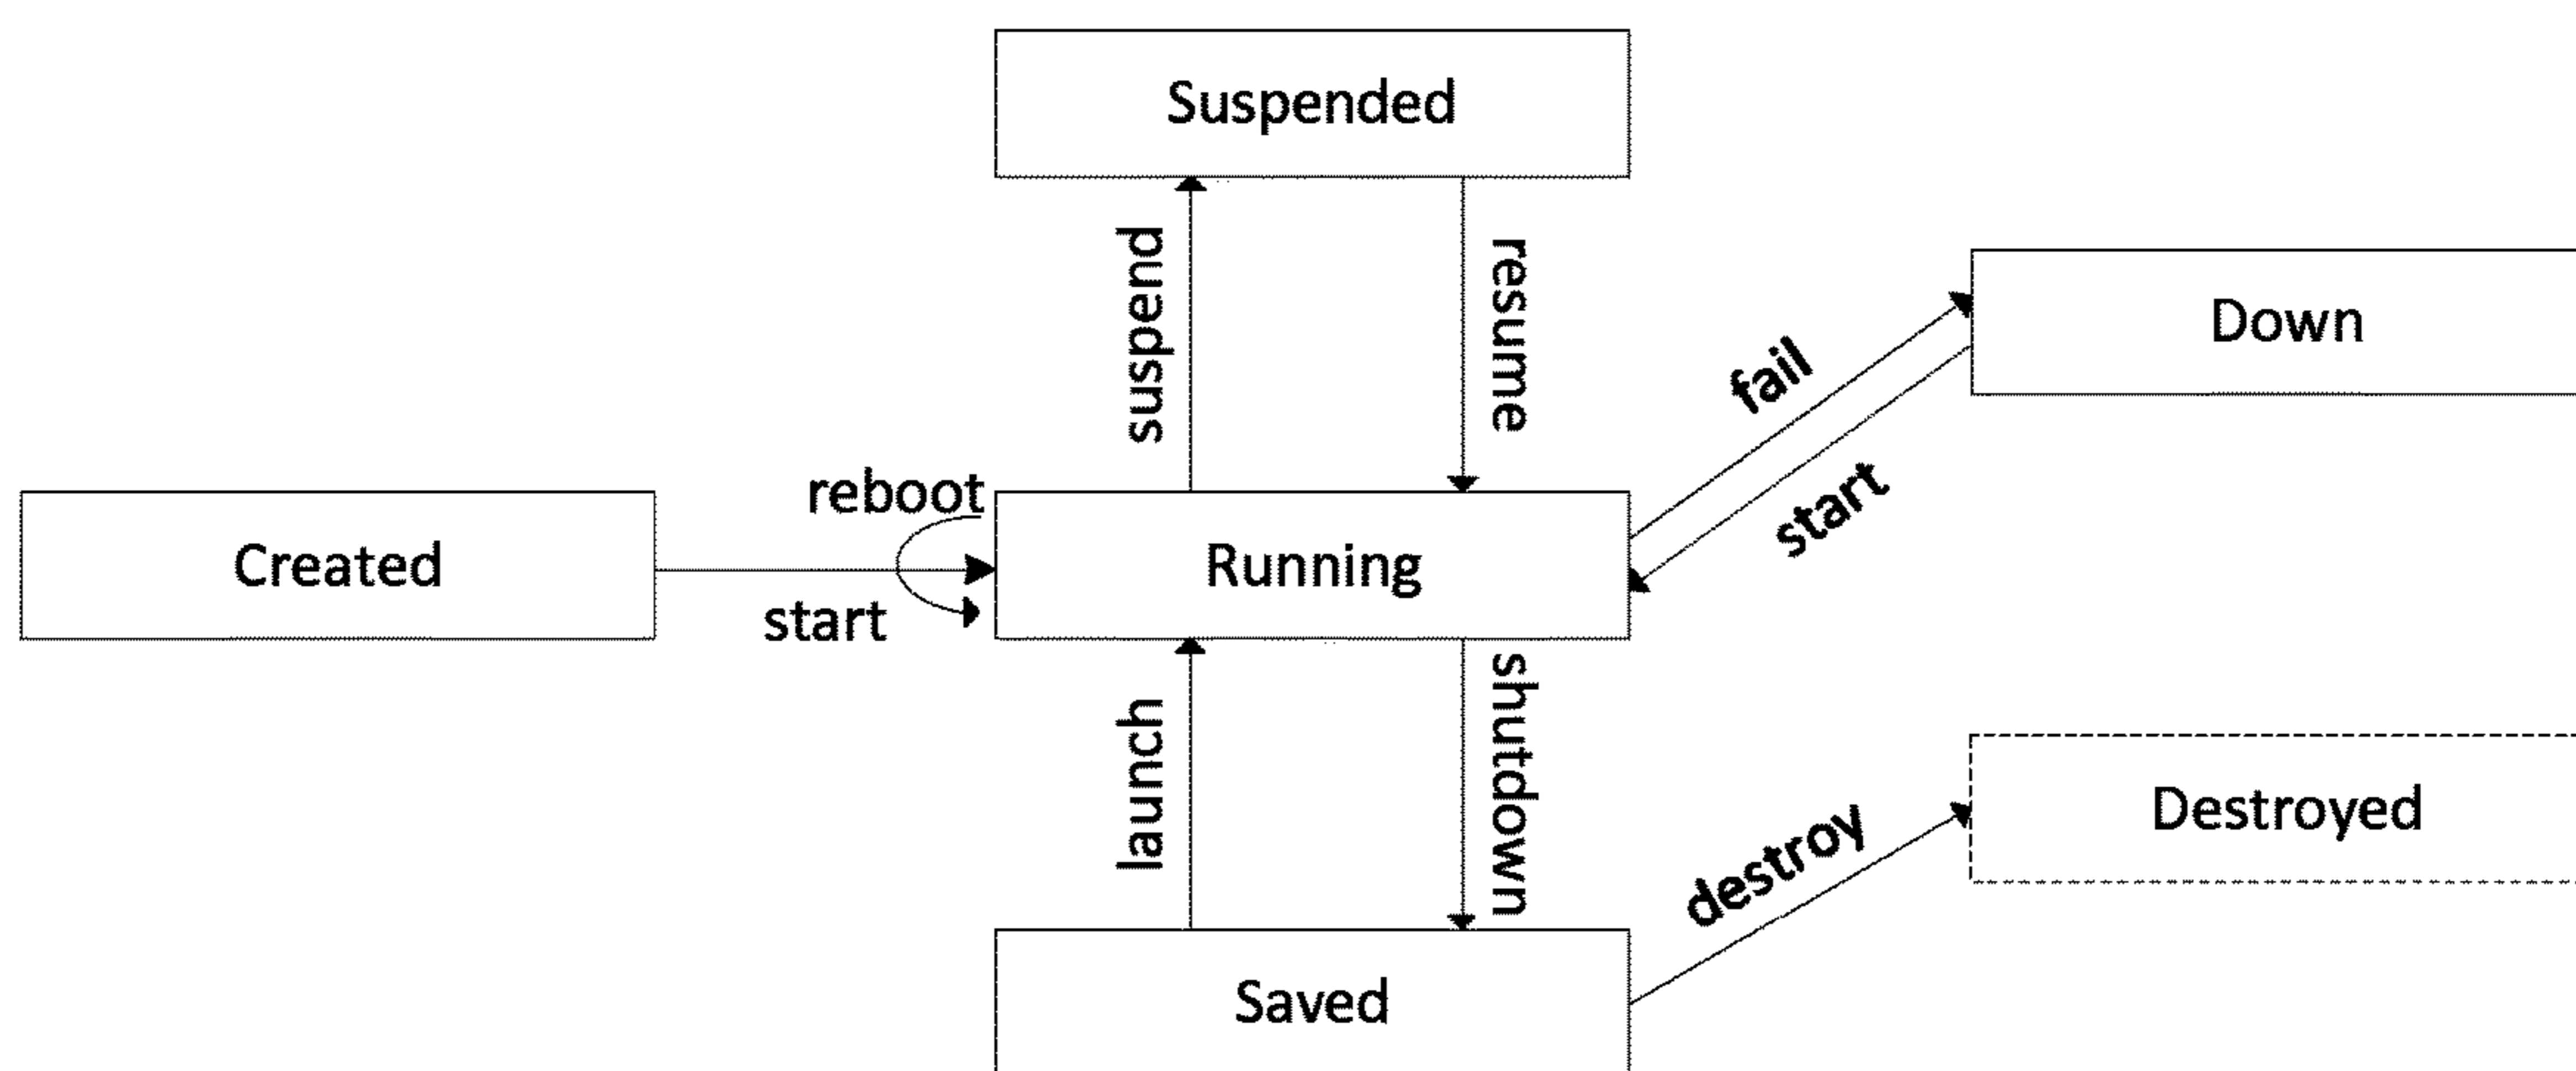 Suspended
suspend
resume
Down
fail
start
reboot
Created
Running
start
launch
shutdown
Destroyed
destroy
Saved